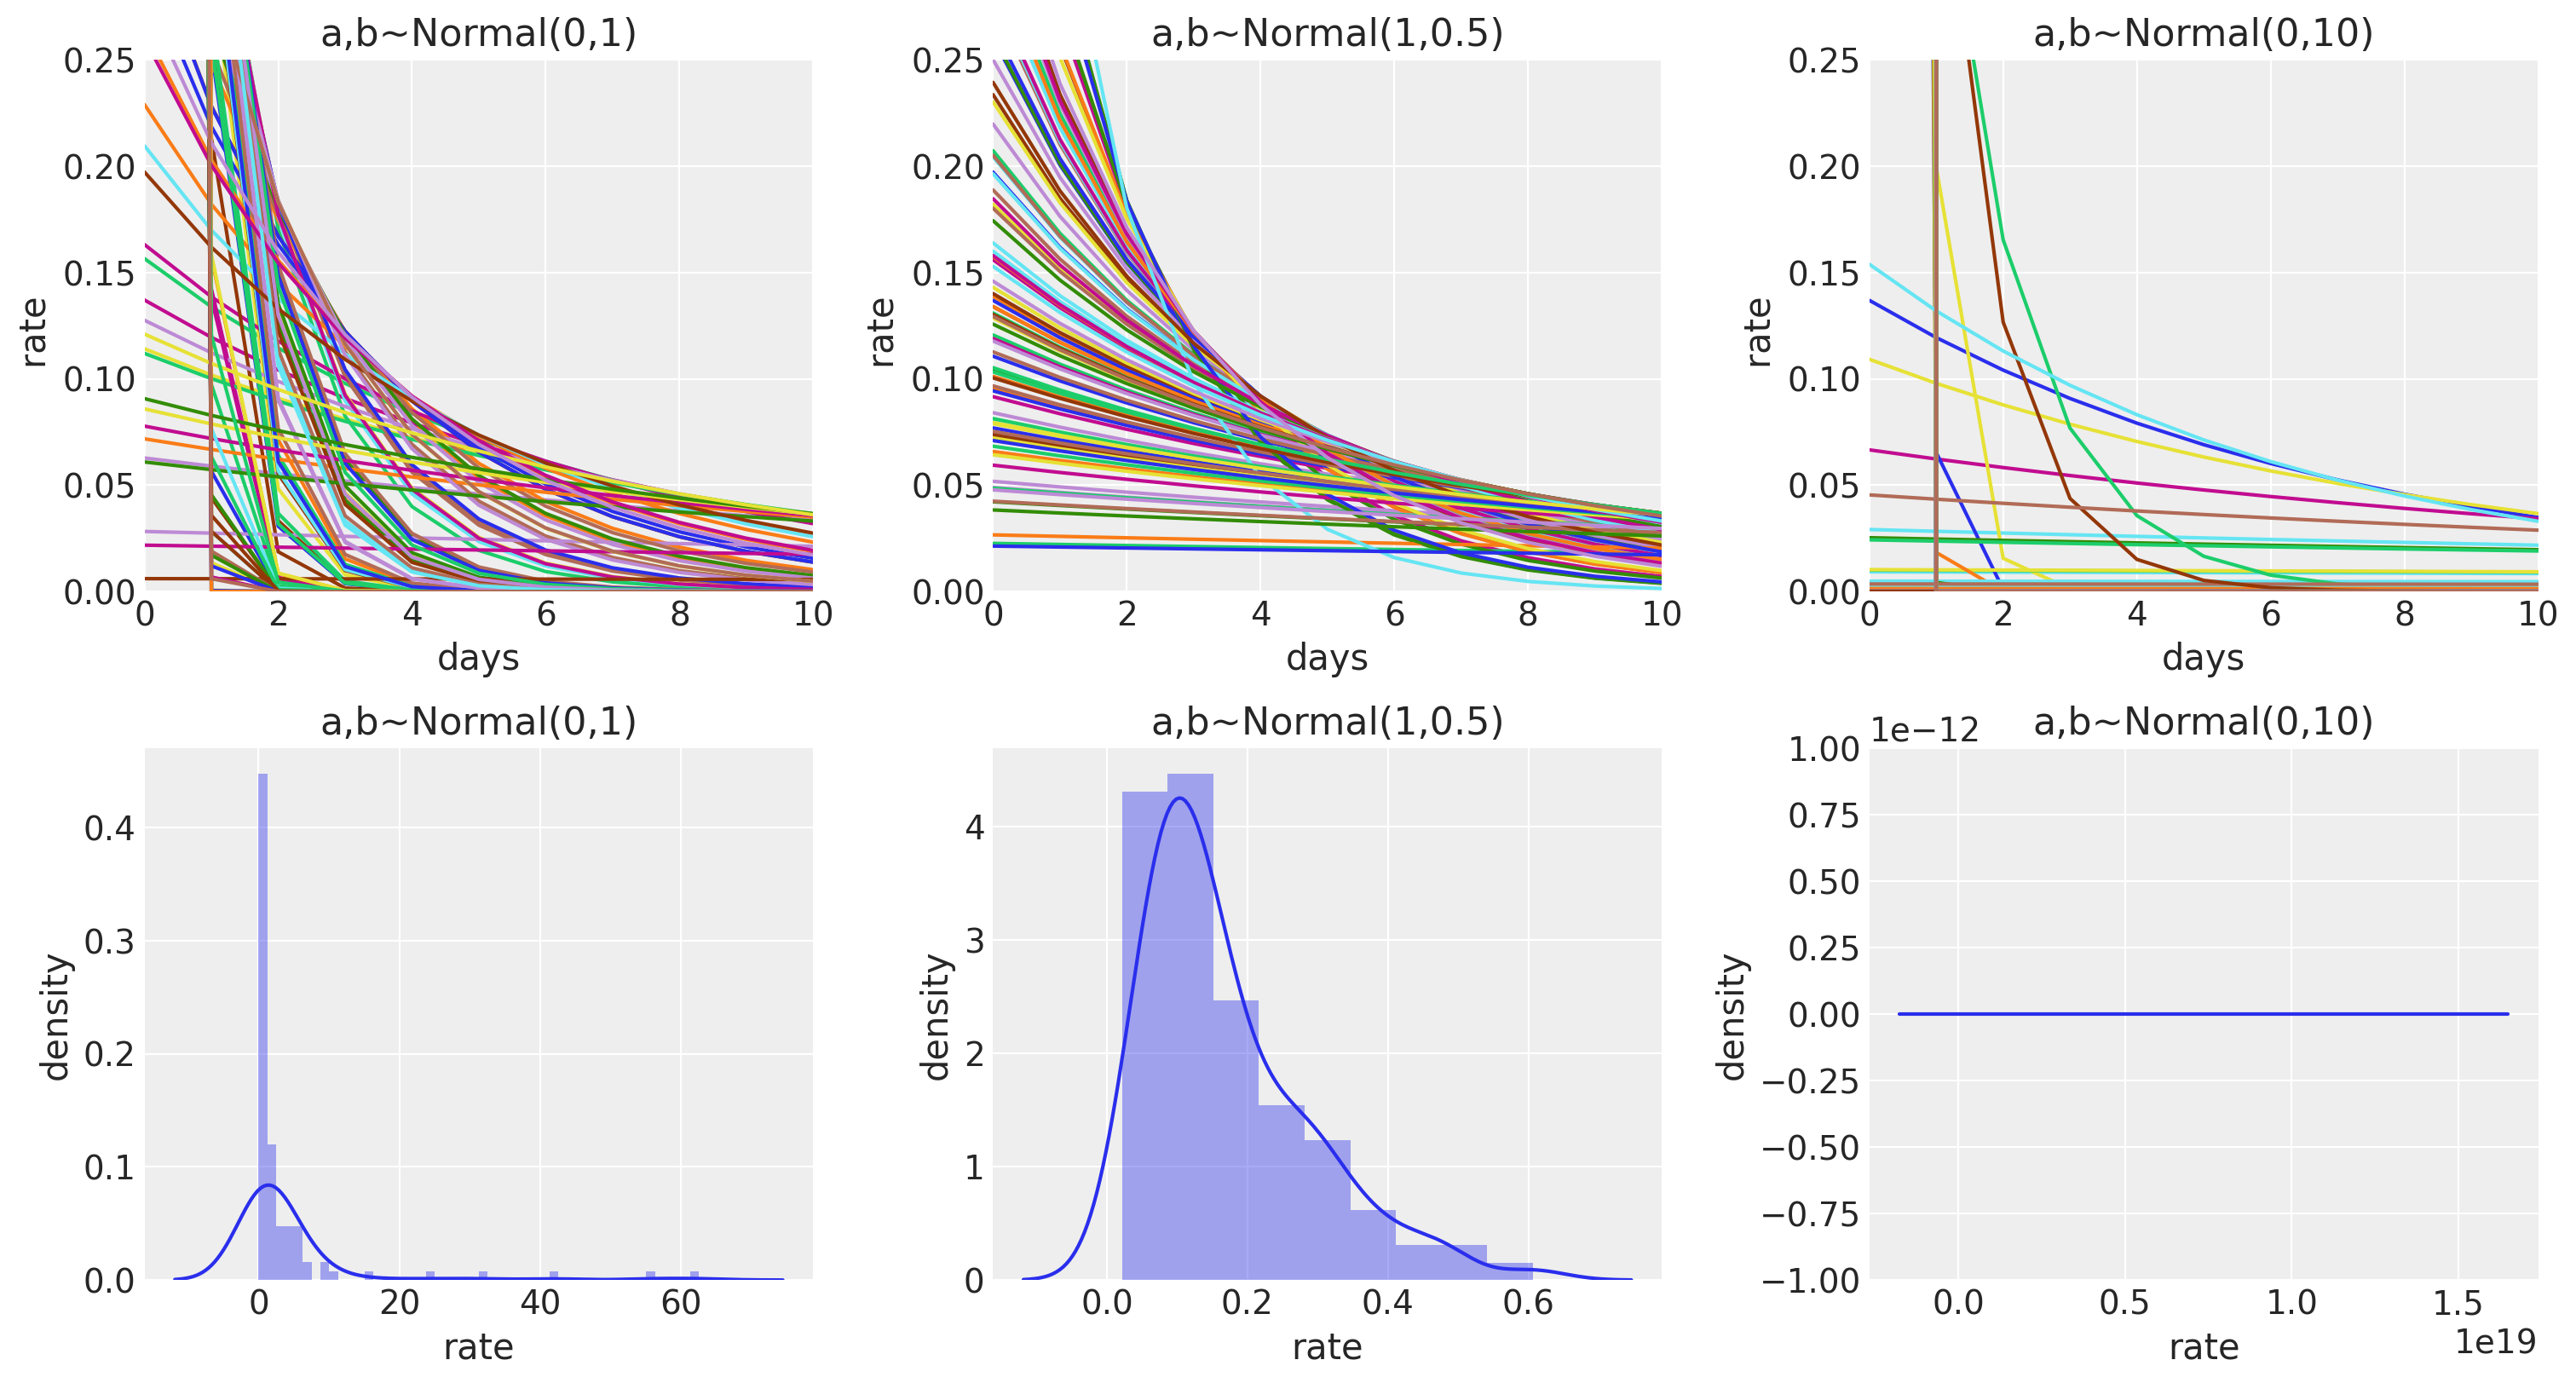 a,b~Normal(0,1)
0.25
0.20
0.15
0.10
0.05
0.00
rate
0 2 4 6 8 10
days
a,b~Normal(1,0.5)
0.25
0.20
0.15
0.10
0.05
0.00
rate
0 2 4 6 8 10
days
a,b~Normal(0,10)
0.25
0.20
0.15
0.10
0.05
0.00
rate
0 2 4 6 8 10
days
a,b~Normal(0,1)
0.4
0.3
0.2
0.1
0.0
density
0 20 40 60
rate
a,b~Normal(1,0.5)
4
3
2
1
0
density
0.0 0.2 0.4 0.6
rate
1e−12
a,b~Normal(0,10)
1.00
0.75
0.50
0.25
0.00
−0.25
−0.50
−0.75
−1.00
density
0.0 0.5 1.0 1.5
1e19
rate